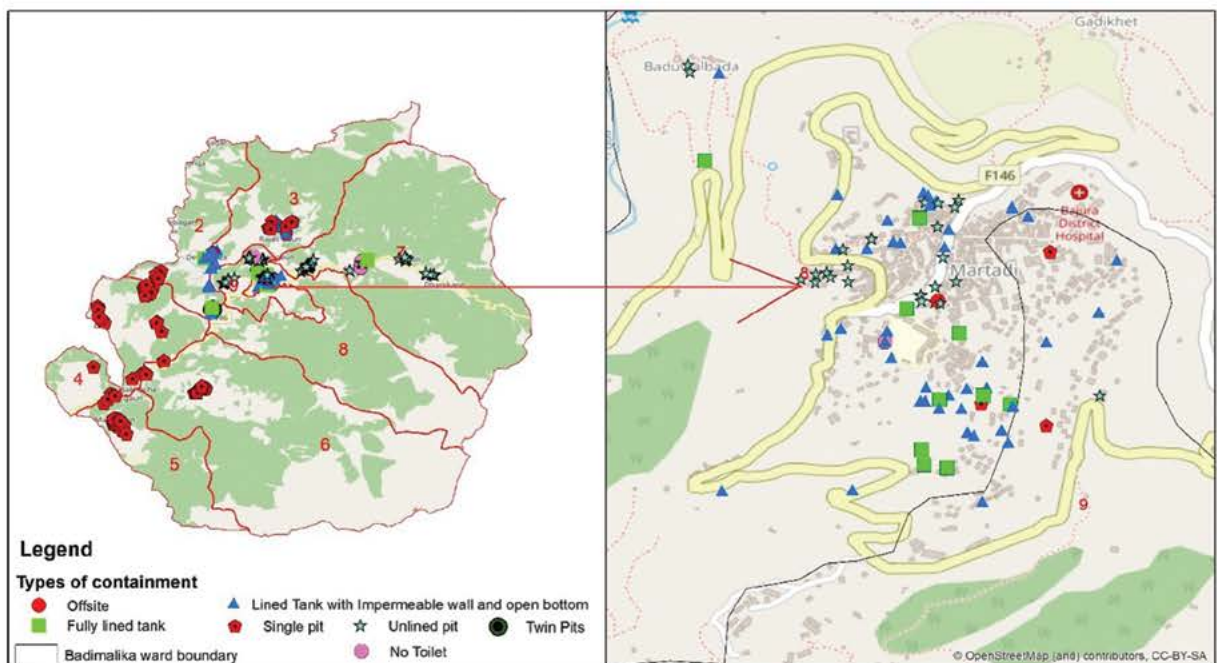 3
2
7
9
8
4
6
5
Legend
Types of containment
Offsite
Lined Tank with Impermeable wall and open bottom
Fully lined tank
Single pit
Unlined pit
Twin Pits
No Toilet
Badimalika ward boundary
Gadikhet
F146
Bajura
District
Hospital
8
Martadi
9
© OpenStreetMap (and) contributors, CC-BY-SA